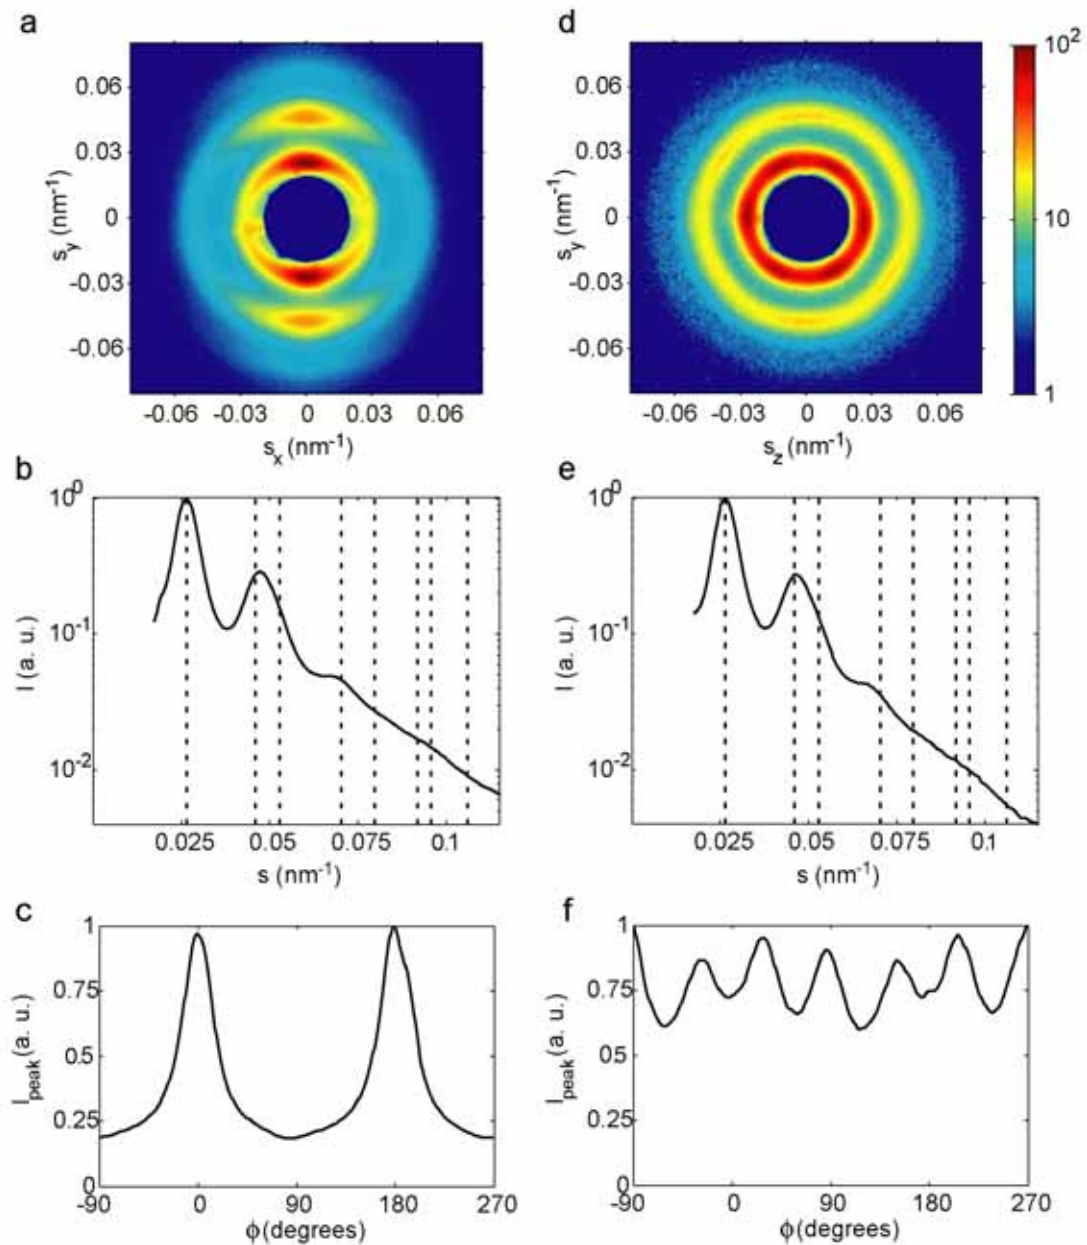 a
0.06
0.03
0
-0.03
-0.06
s_y (nm⁻¹)
-0.06 -0.03 0 0.03 0.06
s_x (nm⁻¹)
d
0.06
0.03
0
-0.03
-0.06
s_y (nm⁻¹)
-0.06 -0.03 0 0.03 0.06
s_z (nm⁻¹)
10²
10
1
b
10⁰
10⁻¹
10⁻²
I (a. u.)
0.025 0.05 0.075 0.1
s (nm⁻¹)
e
10⁰
10⁻¹
10⁻²
I (a. u.)
0.025 0.05 0.075 0.1
s (nm⁻¹)
c
1
0.75
0.5
0.25
0
I_peak (a. u.)
-90 0 90 180 270
ϕ(degrees)
f
1
0.75
0.5
0.25
0
I_peak (a. u.)
-90 0 90 180 270
ϕ(degrees)